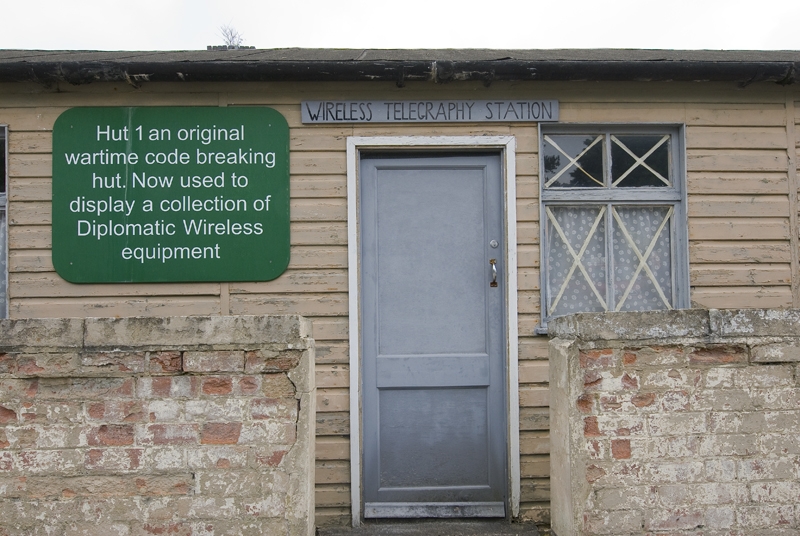 WIRELESS TELEGRAPHY STATION
Hut 1 an original
wartime code breaking
hut. Now used to
display a collection of
Diplomatic Wireless
equipment